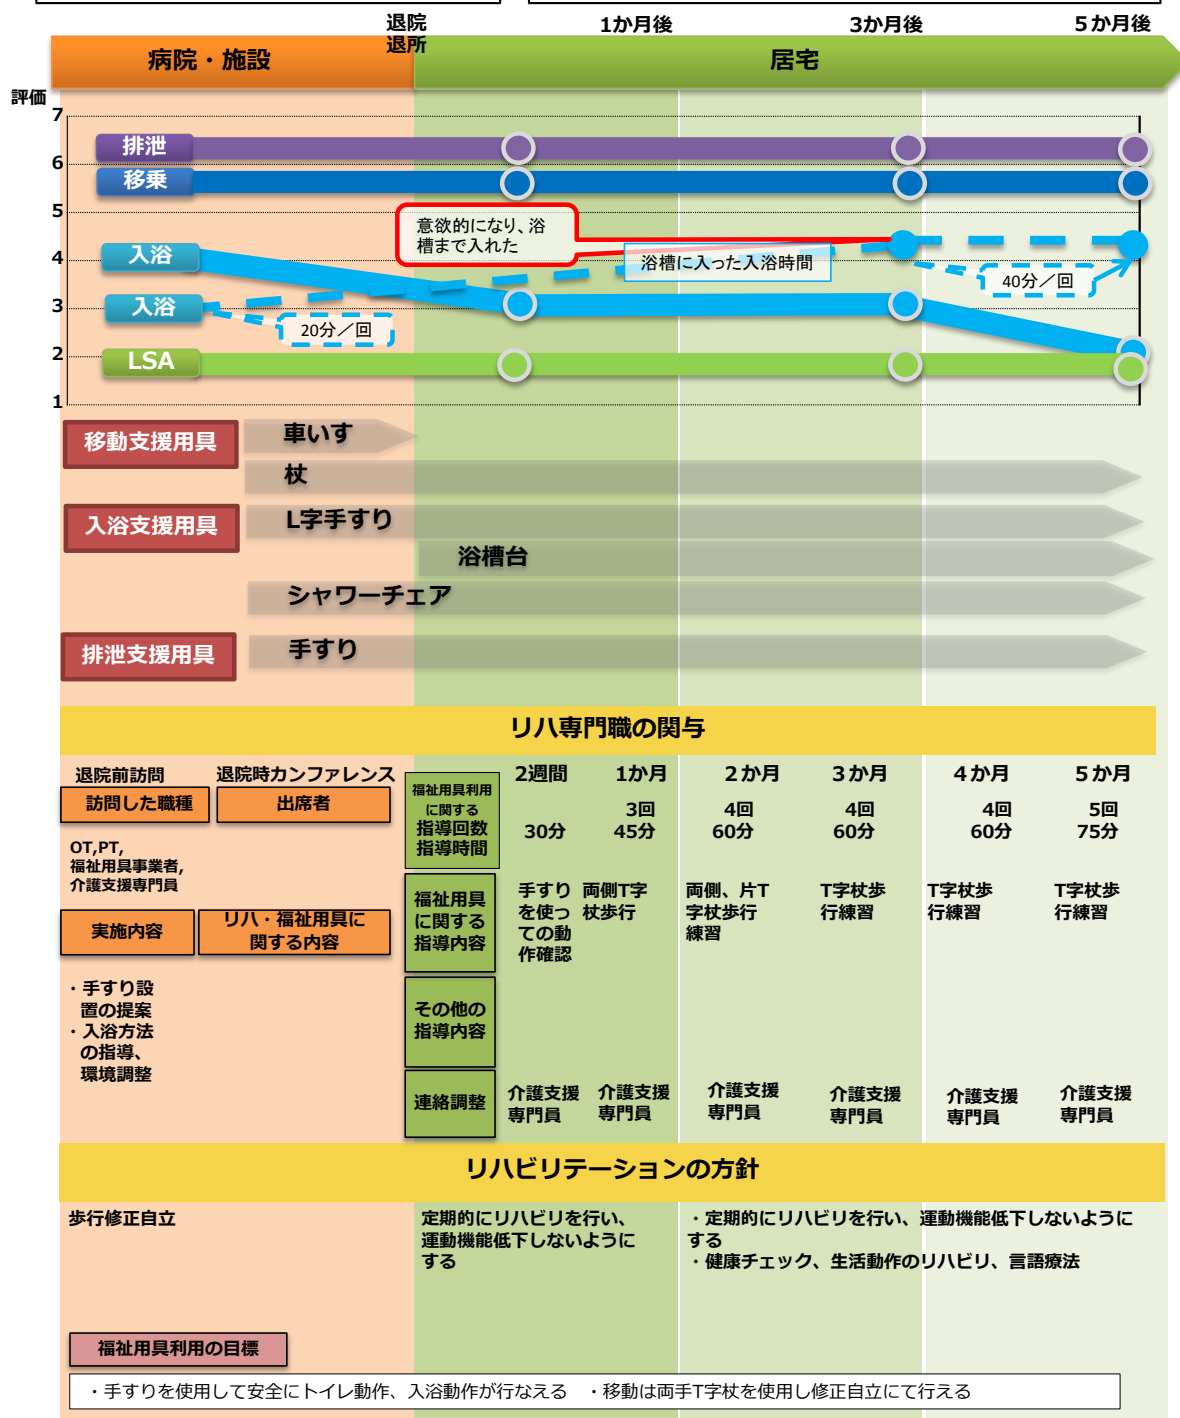 退院
退所
1か月後
3か月後
５か月後
病院・施設
居宅
評価
7
6
5
4
3
2
1
排泄
移乗
入浴
入浴
LSA
意欲的になり、浴
槽まで入れた
浴槽に入った入浴時間
20分／回
40分／回
移動支援用具
車いす
杖
入浴支援用具
L字手すり
浴槽台
シャワーチェア
排泄支援用具
手すり
リハ専門職の関与
退院前訪問
退院時カンファレンス
訪問した職種
出席者
OT,PT,
福祉用具事業者,
介護支援専門員
実施内容
リハ・福祉用具に
関する内容
・手すり設
置の提案
・入浴方法
の指導、
環境調整
福祉用具利用
に関する
指導回数
指導時間
2週間
1か月
２か月
３か月
４か月
５か月
3回
4回
4回
4回
5回
30分
45分
60分
60分
60分
75分
福祉用具
に関する
指導内容
手すり
を使っ
ての動
作確認
両側T字
杖歩行
両側、片T
字杖歩行
練習
T字杖歩
行練習
T字杖歩
行練習
T字杖歩
行練習
その他の
指導内容
連絡調整
介護支援
専門員
介護支援
専門員
介護支援
専門員
介護支援
専門員
介護支援
専門員
介護支援
専門員
リハビリテーションの方針
歩行修正自立
定期的にリハビリを行い、
運動機能低下しないように
する
・定期的にリハビリを行い、運動機能低下しないように
する
・健康チェック、生活動作のリハビリ、言語療法
福祉用具利用の目標
・手すりを使用して安全にトイレ動作、入浴動作が行なえる　・移動は両手T字杖を使用し修正自立にて行える